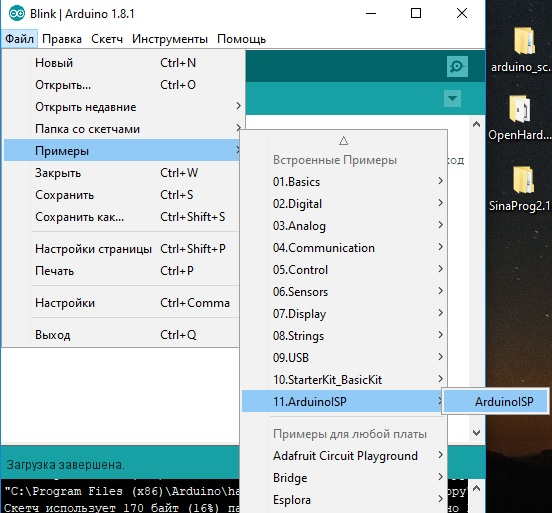 Blink | Arduino 1.8.1
Файл Правка Скетч Инструменты Помощь
Новый Ctrl+N
Открыть... Ctrl+O
Открыть недавние
Папка со скетчами
Примеры
Закрыть Ctrl+W
Сохранить Ctrl+S
Сохранить как... Ctrl+Shift+S
Настройки страницы Ctrl+Shift+P
Печать Ctrl+P
Настройки Ctrl+Comma
Выход Ctrl+Q
Встроенные Примеры
01.Basics
02.Digital
03.Analog
04.Communication
05.Control
06.Sensors
07.Display
08.Strings
09.USB
10.StarterKit_BasicKit
11.ArduinoISP
ArduinoISP
Примеры для любой платы
Adafruit Circuit Playground
Bridge
Esplora
код
arduino_sc...
OpenHard...
SinaProg2.1
Загрузка завершена.
"C:\Program Files (x86)\Arduino\ha
Скетч использует 170 байт (16%) па